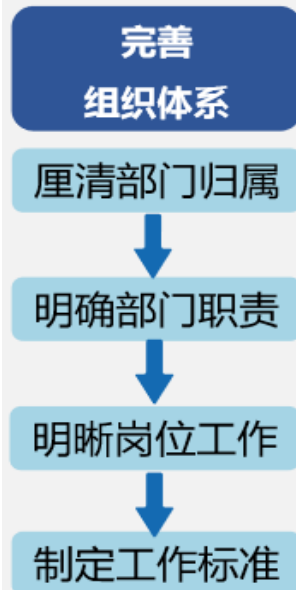 完善
组织体系
厘清部门归属
明确部门职责
明晰岗位工作
制定工作标准